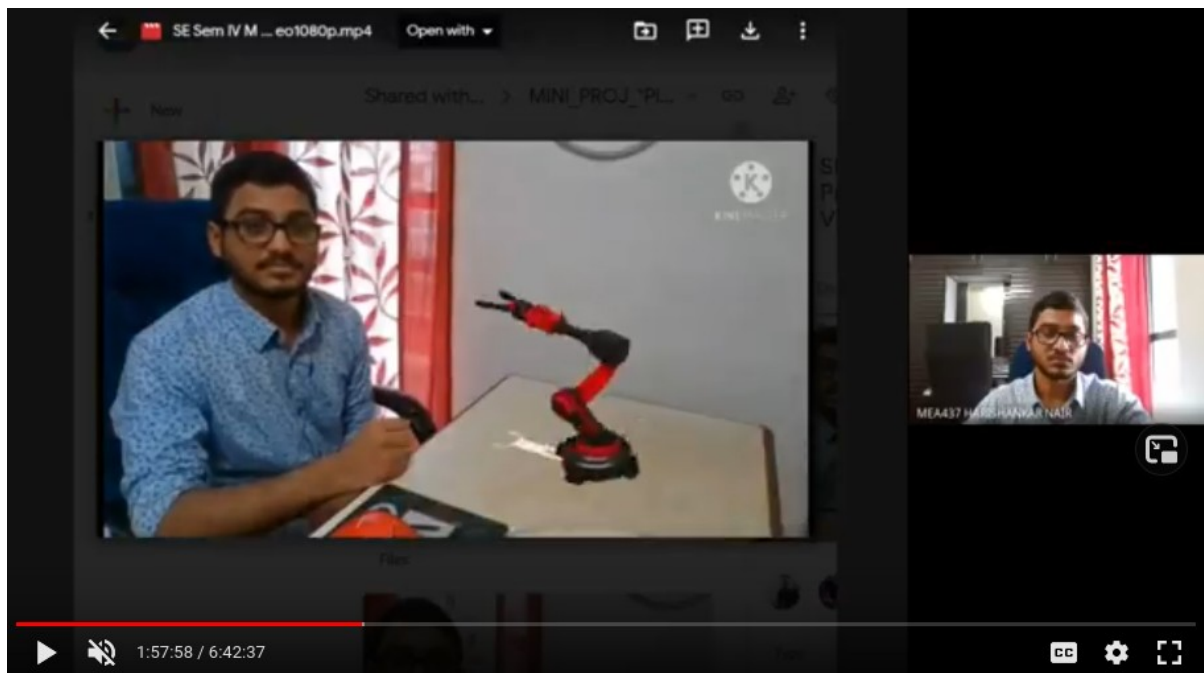 SE Sem IV M ... eo1080p.mp4
Open with
New
Shared with...
MINI_PROJ_"Pl...
KINEMASTER
MEA437 HARISHANKAR NAIR
Files
1:57:58 / 6:42:37
CC